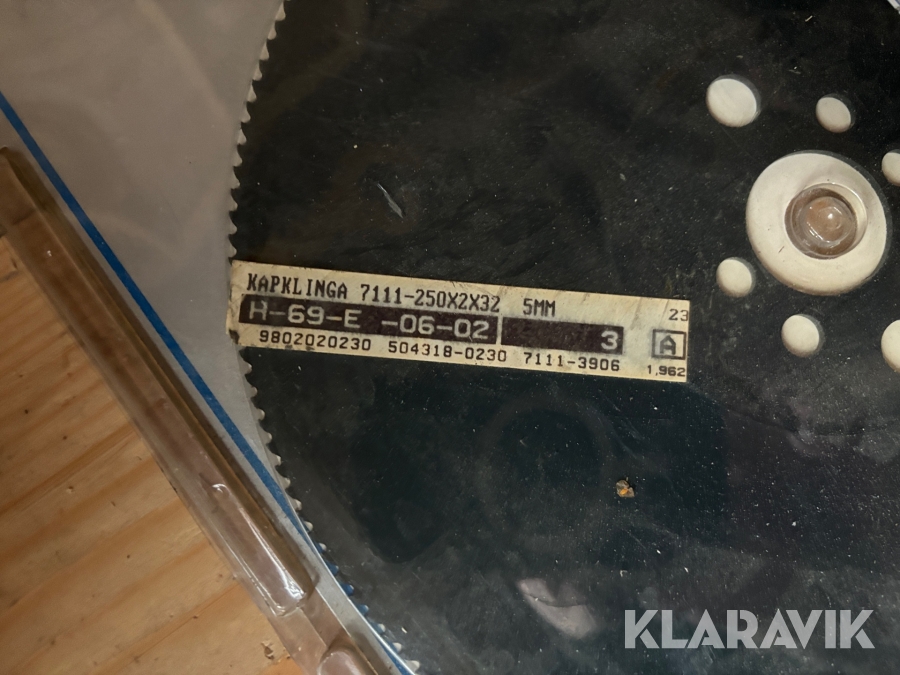 KAPKLINGA 7111-250X2X32 5MM 23
H-69-E -06-02 3 A
9802020230 504318-0230 7111-3906 1,962
KLARAVIK